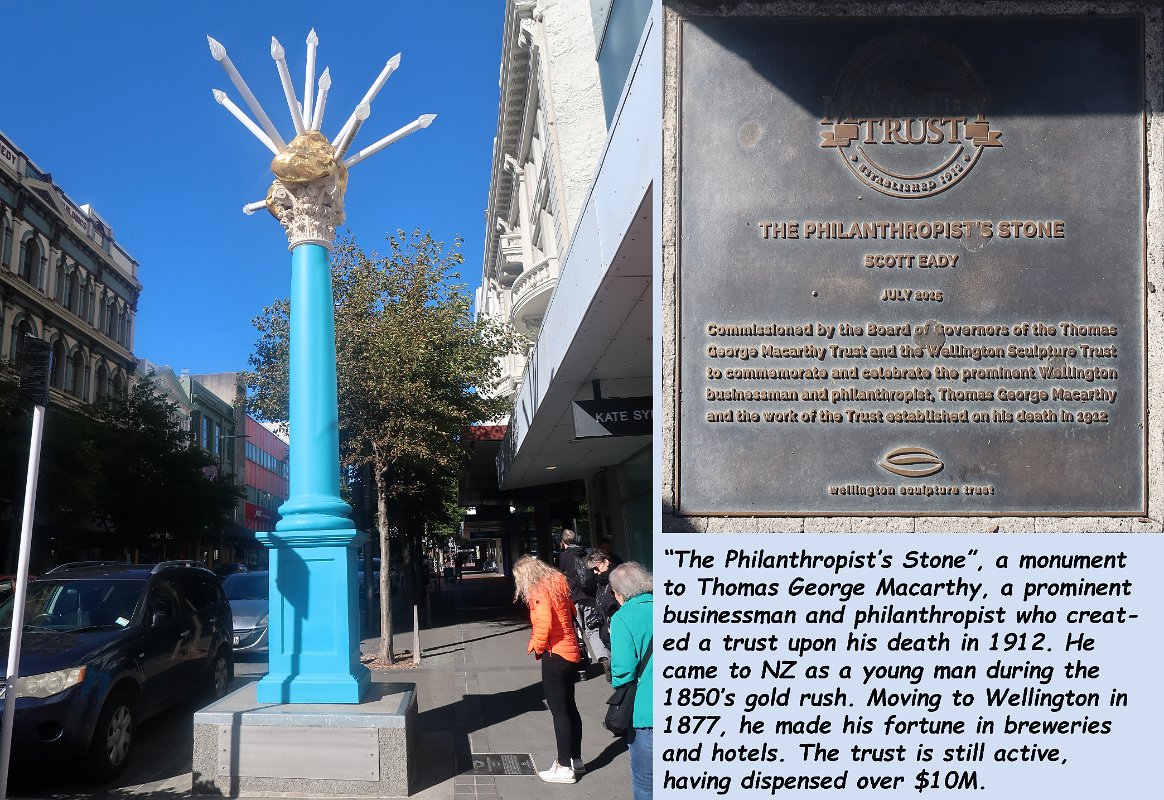 KATE SY
MACARTHY
TRUST
ESTABLISHED 1912
THE PHILANTHROPIST'S STONE
SCOTT EADY
JULY 2015
Commissioned by the Board of Governors of the Thomas
George Macarthy Trust and the Wellington Sculpture Trust
to commemorate and celebrate the prominent Wellington
businessman and philanthropist, Thomas George Macarthy
and the work of the Trust established on his death in 1912
wellington sculpture trust
“The Philanthropist’s Stone”, a monument
to Thomas George Macarthy, a prominent
businessman and philanthropist who creat-
ed a trust upon his death in 1912. He
came to NZ as a young man during the
1850’s gold rush. Moving to Wellington in
1877, he made his fortune in breweries
and hotels. The trust is still active,
having dispensed over $10M.